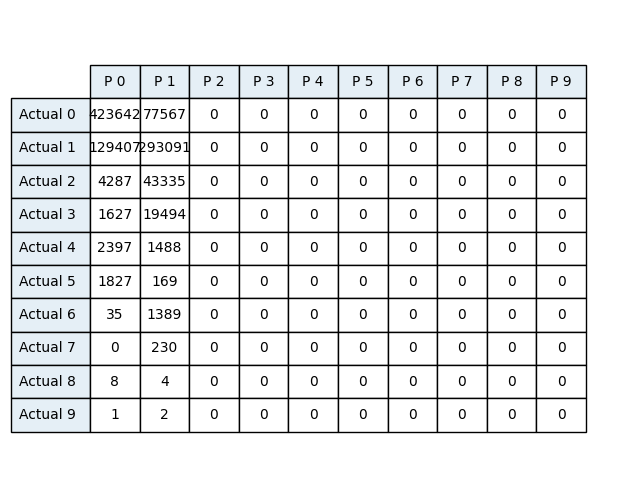 P 0 P 1 P 2 P 3 P 4 P 5 P 6 P 7 P 8 P 9
Actual 0 423642 77567 0 0 0 0 0 0 0 0
Actual 1 129407 293091 0 0 0 0 0 0 0 0
Actual 2 4287 43335 0 0 0 0 0 0 0 0
Actual 3 1627 19494 0 0 0 0 0 0 0 0
Actual 4 2397 1488 0 0 0 0 0 0 0 0
Actual 5 1827 169 0 0 0 0 0 0 0 0
Actual 6 35 1389 0 0 0 0 0 0 0 0
Actual 7 0 230 0 0 0 0 0 0 0 0
Actual 8 8 4 0 0 0 0 0 0 0 0
Actual 9 1 2 0 0 0 0 0 0 0 0